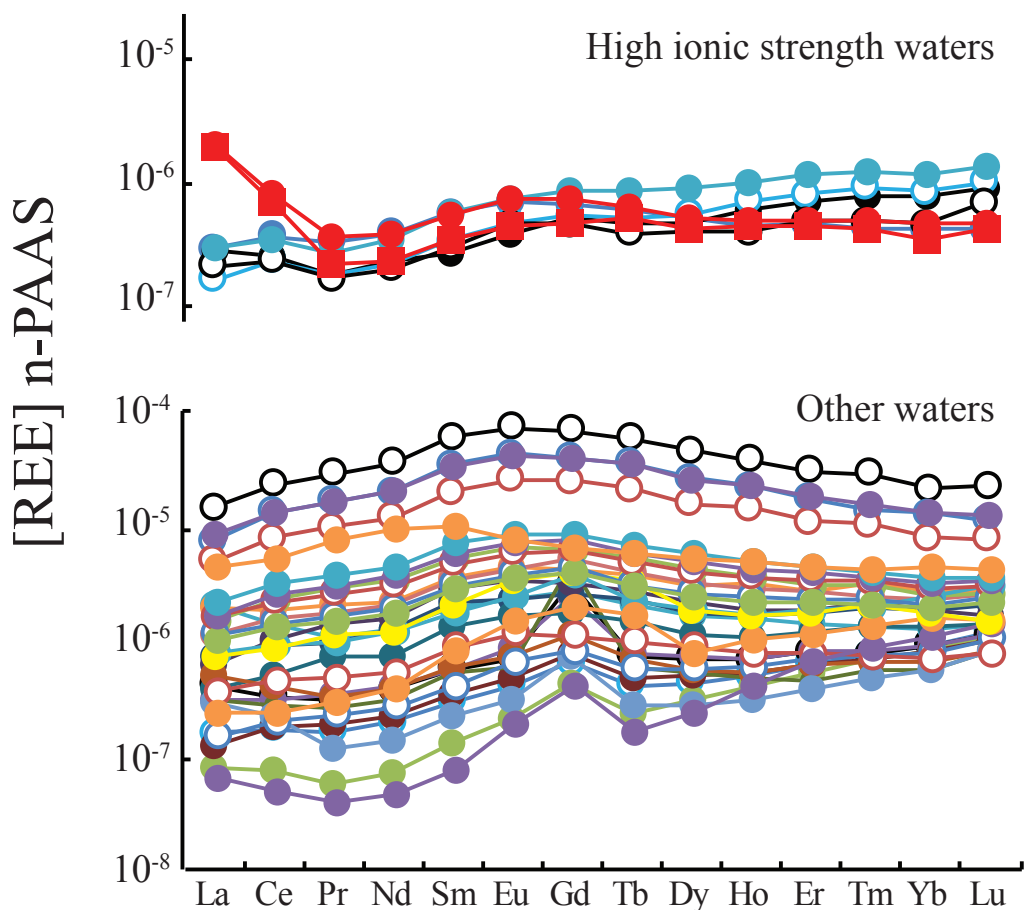 [REE] n-PAAS
High ionic strength waters
10-5
10-6
10-7
Other waters
10-4
10-5
10-6
10-7
10-8
La Ce Pr Nd Sm Eu Gd Tb Dy Ho Er Tm Yb Lu